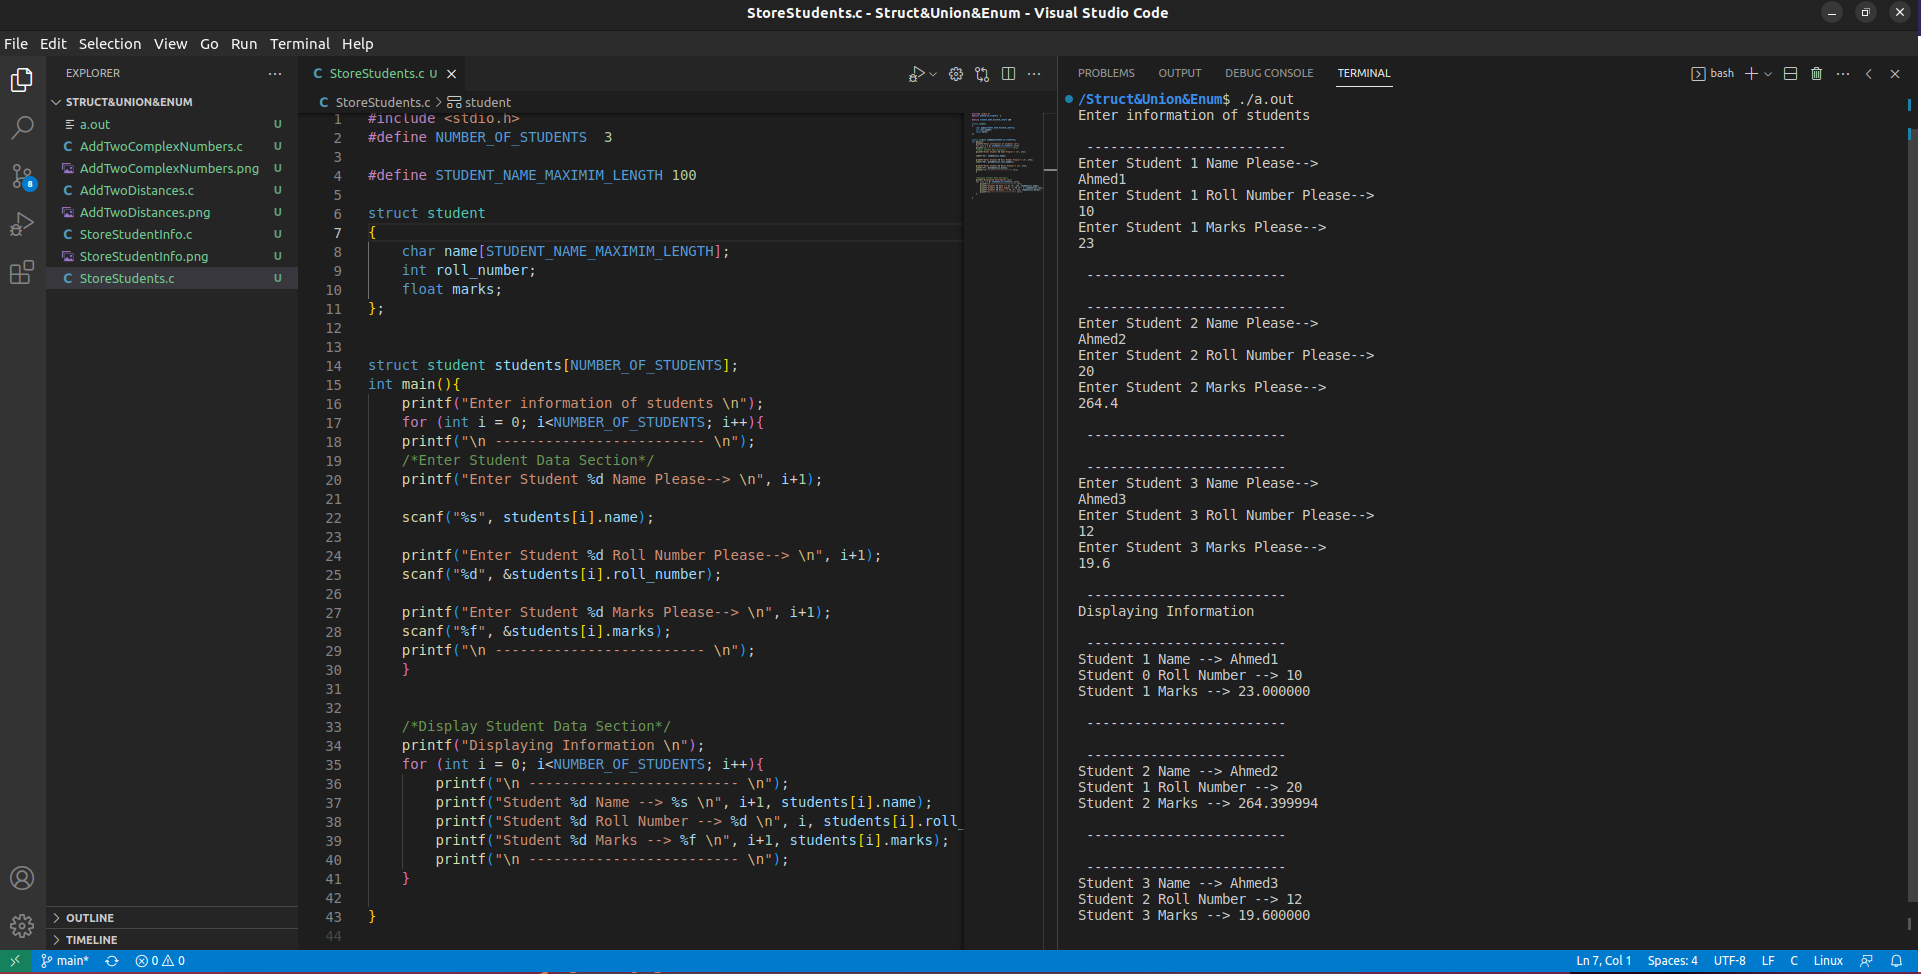 StoreStudents.c - Struct&Union&Enum - Visual Studio Code
File Edit Selection View Go Run Terminal Help
EXPLORER
STRUCT&UNION&ENUM
a.out U
C AddTwoComplexNumbers.c U
AddTwoComplexNumbers.png U
C AddTwoDistances.c U
AddTwoDistances.png U
C StoreStudentInfo.c U
StoreStudentInfo.png U
C StoreStudents.c U
8
OUTLINE
TIMELINE
C StoreStudents.c U
C StoreStudents.c > student
1 #include <stdio.h>
2 #define NUMBER_OF_STUDENTS  3
3
4 #define STUDENT_NAME_MAXIMIM_LENGTH 100
5
6 struct student
7 {
8     char name[STUDENT_NAME_MAXIMIM_LENGTH];
9     int roll_number;
10     float marks;
11 };
12
13
14 struct student students[NUMBER_OF_STUDENTS];
15 int main(){
16     printf("Enter information of students \n");
17     for (int i = 0; i<NUMBER_OF_STUDENTS; i++){
18     printf("\n ------------------------- \n");
19     /*Enter Student Data Section*/
20     printf("Enter Student %d Name Please--> \n", i+1);
21
22     scanf("%s", students[i].name);
23
24     printf("Enter Student %d Roll Number Please--> \n", i+1);
25     scanf("%d", &students[i].roll_number);
26
27     printf("Enter Student %d Marks Please--> \n", i+1);
28     scanf("%f", &students[i].marks);
29     printf("\n ------------------------- \n");
30     }
31
32
33     /*Display Student Data Section*/
34     printf("Displaying Information \n");
35     for (int i = 0; i<NUMBER_OF_STUDENTS; i++){
36         printf("\n ------------------------- \n");
37         printf("Student %d Name --> %s \n", i+1, students[i].name);
38         printf("Student %d Roll Number --> %d \n", i, students[i].roll_
39         printf("Student %d Marks --> %f \n", i+1, students[i].marks);
40         printf("\n ------------------------- \n");
41     }
42
43 }
44
PROBLEMS OUTPUT DEBUG CONSOLE TERMINAL
bash
/Struct&Union&Enum$ ./a.out
Enter information of students
-------------------------
Enter Student 1 Name Please-->
Ahmed1
Enter Student 1 Roll Number Please-->
10
Enter Student 1 Marks Please-->
23
-------------------------
-------------------------
Enter Student 2 Name Please-->
Ahmed2
Enter Student 2 Roll Number Please-->
20
Enter Student 2 Marks Please-->
264.4
-------------------------
-------------------------
Enter Student 3 Name Please-->
Ahmed3
Enter Student 3 Roll Number Please-->
12
Enter Student 3 Marks Please-->
19.6
-------------------------
Displaying Information
-------------------------
Student 1 Name --> Ahmed1
Student 0 Roll Number --> 10
Student 1 Marks --> 23.000000
-------------------------
-------------------------
Student 2 Name --> Ahmed2
Student 1 Roll Number --> 20
Student 2 Marks --> 264.399994
-------------------------
-------------------------
Student 3 Name --> Ahmed3
Student 2 Roll Number --> 12
Student 3 Marks --> 19.600000
main* 0 0 Ln 7, Col 1 Spaces: 4 UTF-8 LF C Linux